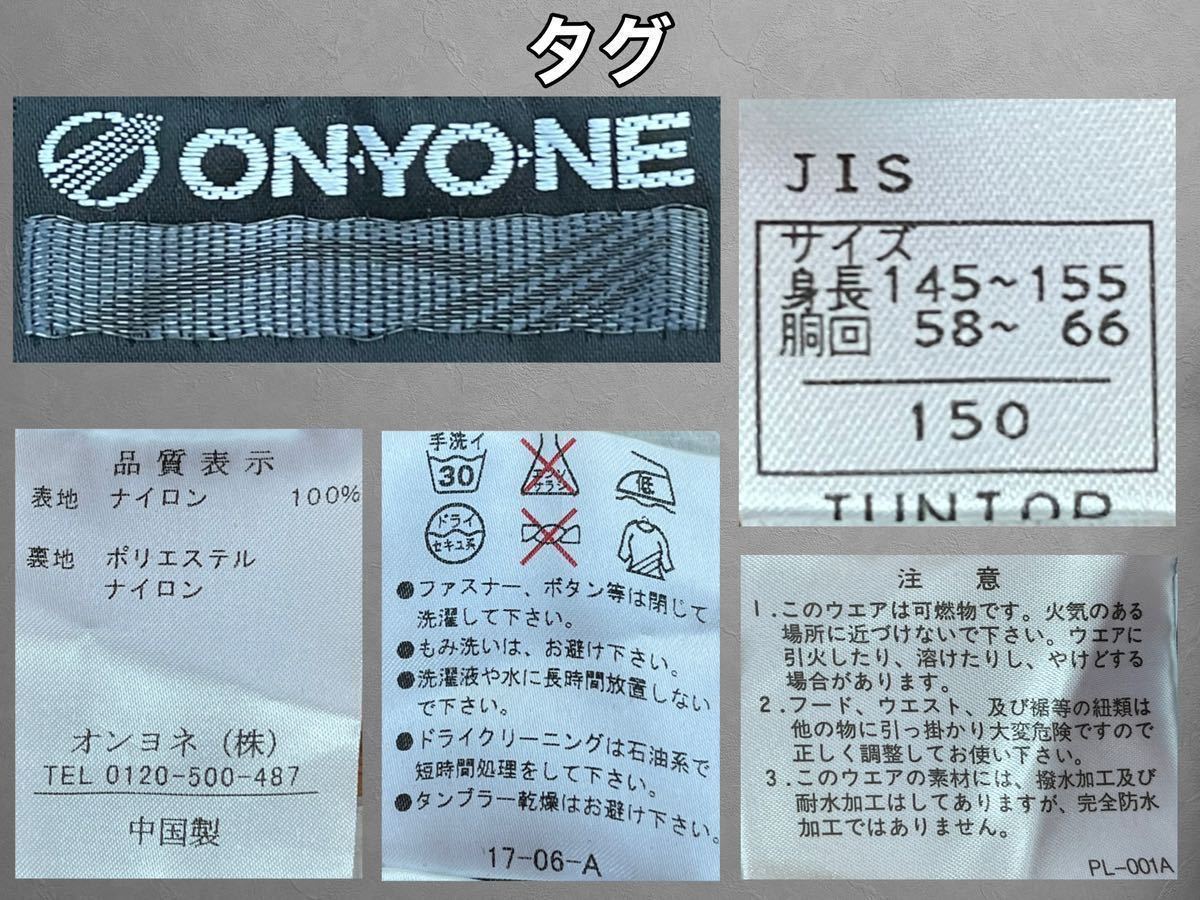 タグ
ONYONE
JIS
サイズ
身長145~155
胴回 58~ 66
150
JUNIOR
品質表示
表地 ナイロン 100%
裏地 ポリエステル
ナイロン
オンヨネ(株)
TEL 0120-500-487
中国製
手洗イ
30
エンソ
サラシ
低
ドライ
セキユ系
●ファスナー、ボタン等は閉じて
洗濯して下さい。
●もみ洗いは、お避け下さい。
●洗濯液や水に長時間放置しない
で下さい。
●ドライクリーニングは石油系で
短時間処理をして下さい。
●タンブラー乾燥はお避け下さい。
17-06-A
注 意
1.このウエアは可燃物です。火気のある
場所に近づけないで下さい。ウエアに
引火したり、溶けたりし、やけどする
場合があります。
2.フード、ウエスト、及び裾等の紐類は
他の物に引っ掛かり大変危険ですので
正しく調整してお使い下さい。
3.このウエアの素材には、撥水加工及び
耐水加工はしてありますが、完全防水
加工ではありません。
PL-001A